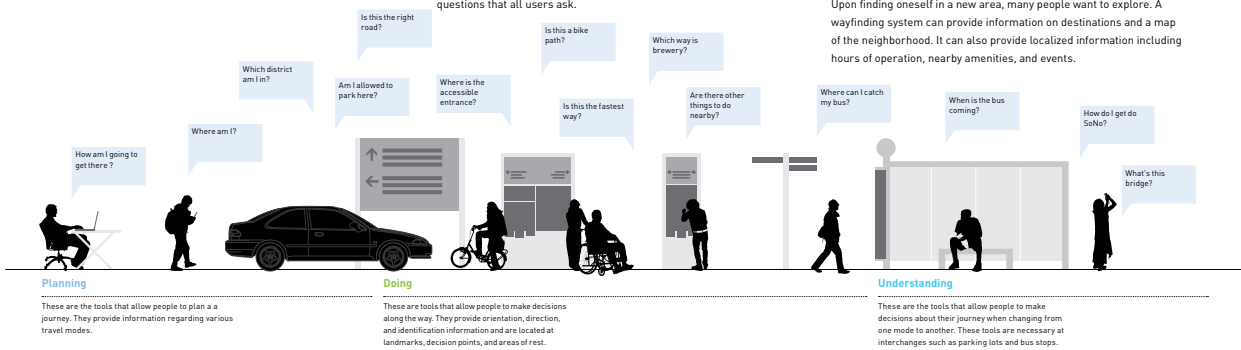 questions that all users ask.
Upon finding oneself in a new area, many people want to explore. A
wayfinding system can provide information on destinations and a map
of the neighborhood. It can also provide localized information including
hours of operation, nearby amenities, and events.
How am I going to
get there ?
Where am I?
Which district
am I in?
Is this the right
road?
Am I allowed to
park here?
Where is the
accessible
entrance?
Is this a bike
path?
Is this the fastest
way?
Which way is
brewery?
Are there other
things to do
nearby?
Where can I catch
my bus?
When is the bus
coming?
How do I get do
SoNo?
What's this
bridge?
Planning
These are the tools that allow people to plan a a
journey. They provide information regarding various
travel modes.
Doing
These are tools that allow people to make decisions
along the way. They provide orientation, direction,
and identification information and are located at
landmarks, decision points, and areas of rest.
Understanding
These are the tools that allow people to make
decisions about their journey when changing from
one mode to another. These tools are necessary at
interchanges such as parking lots and bus stops.